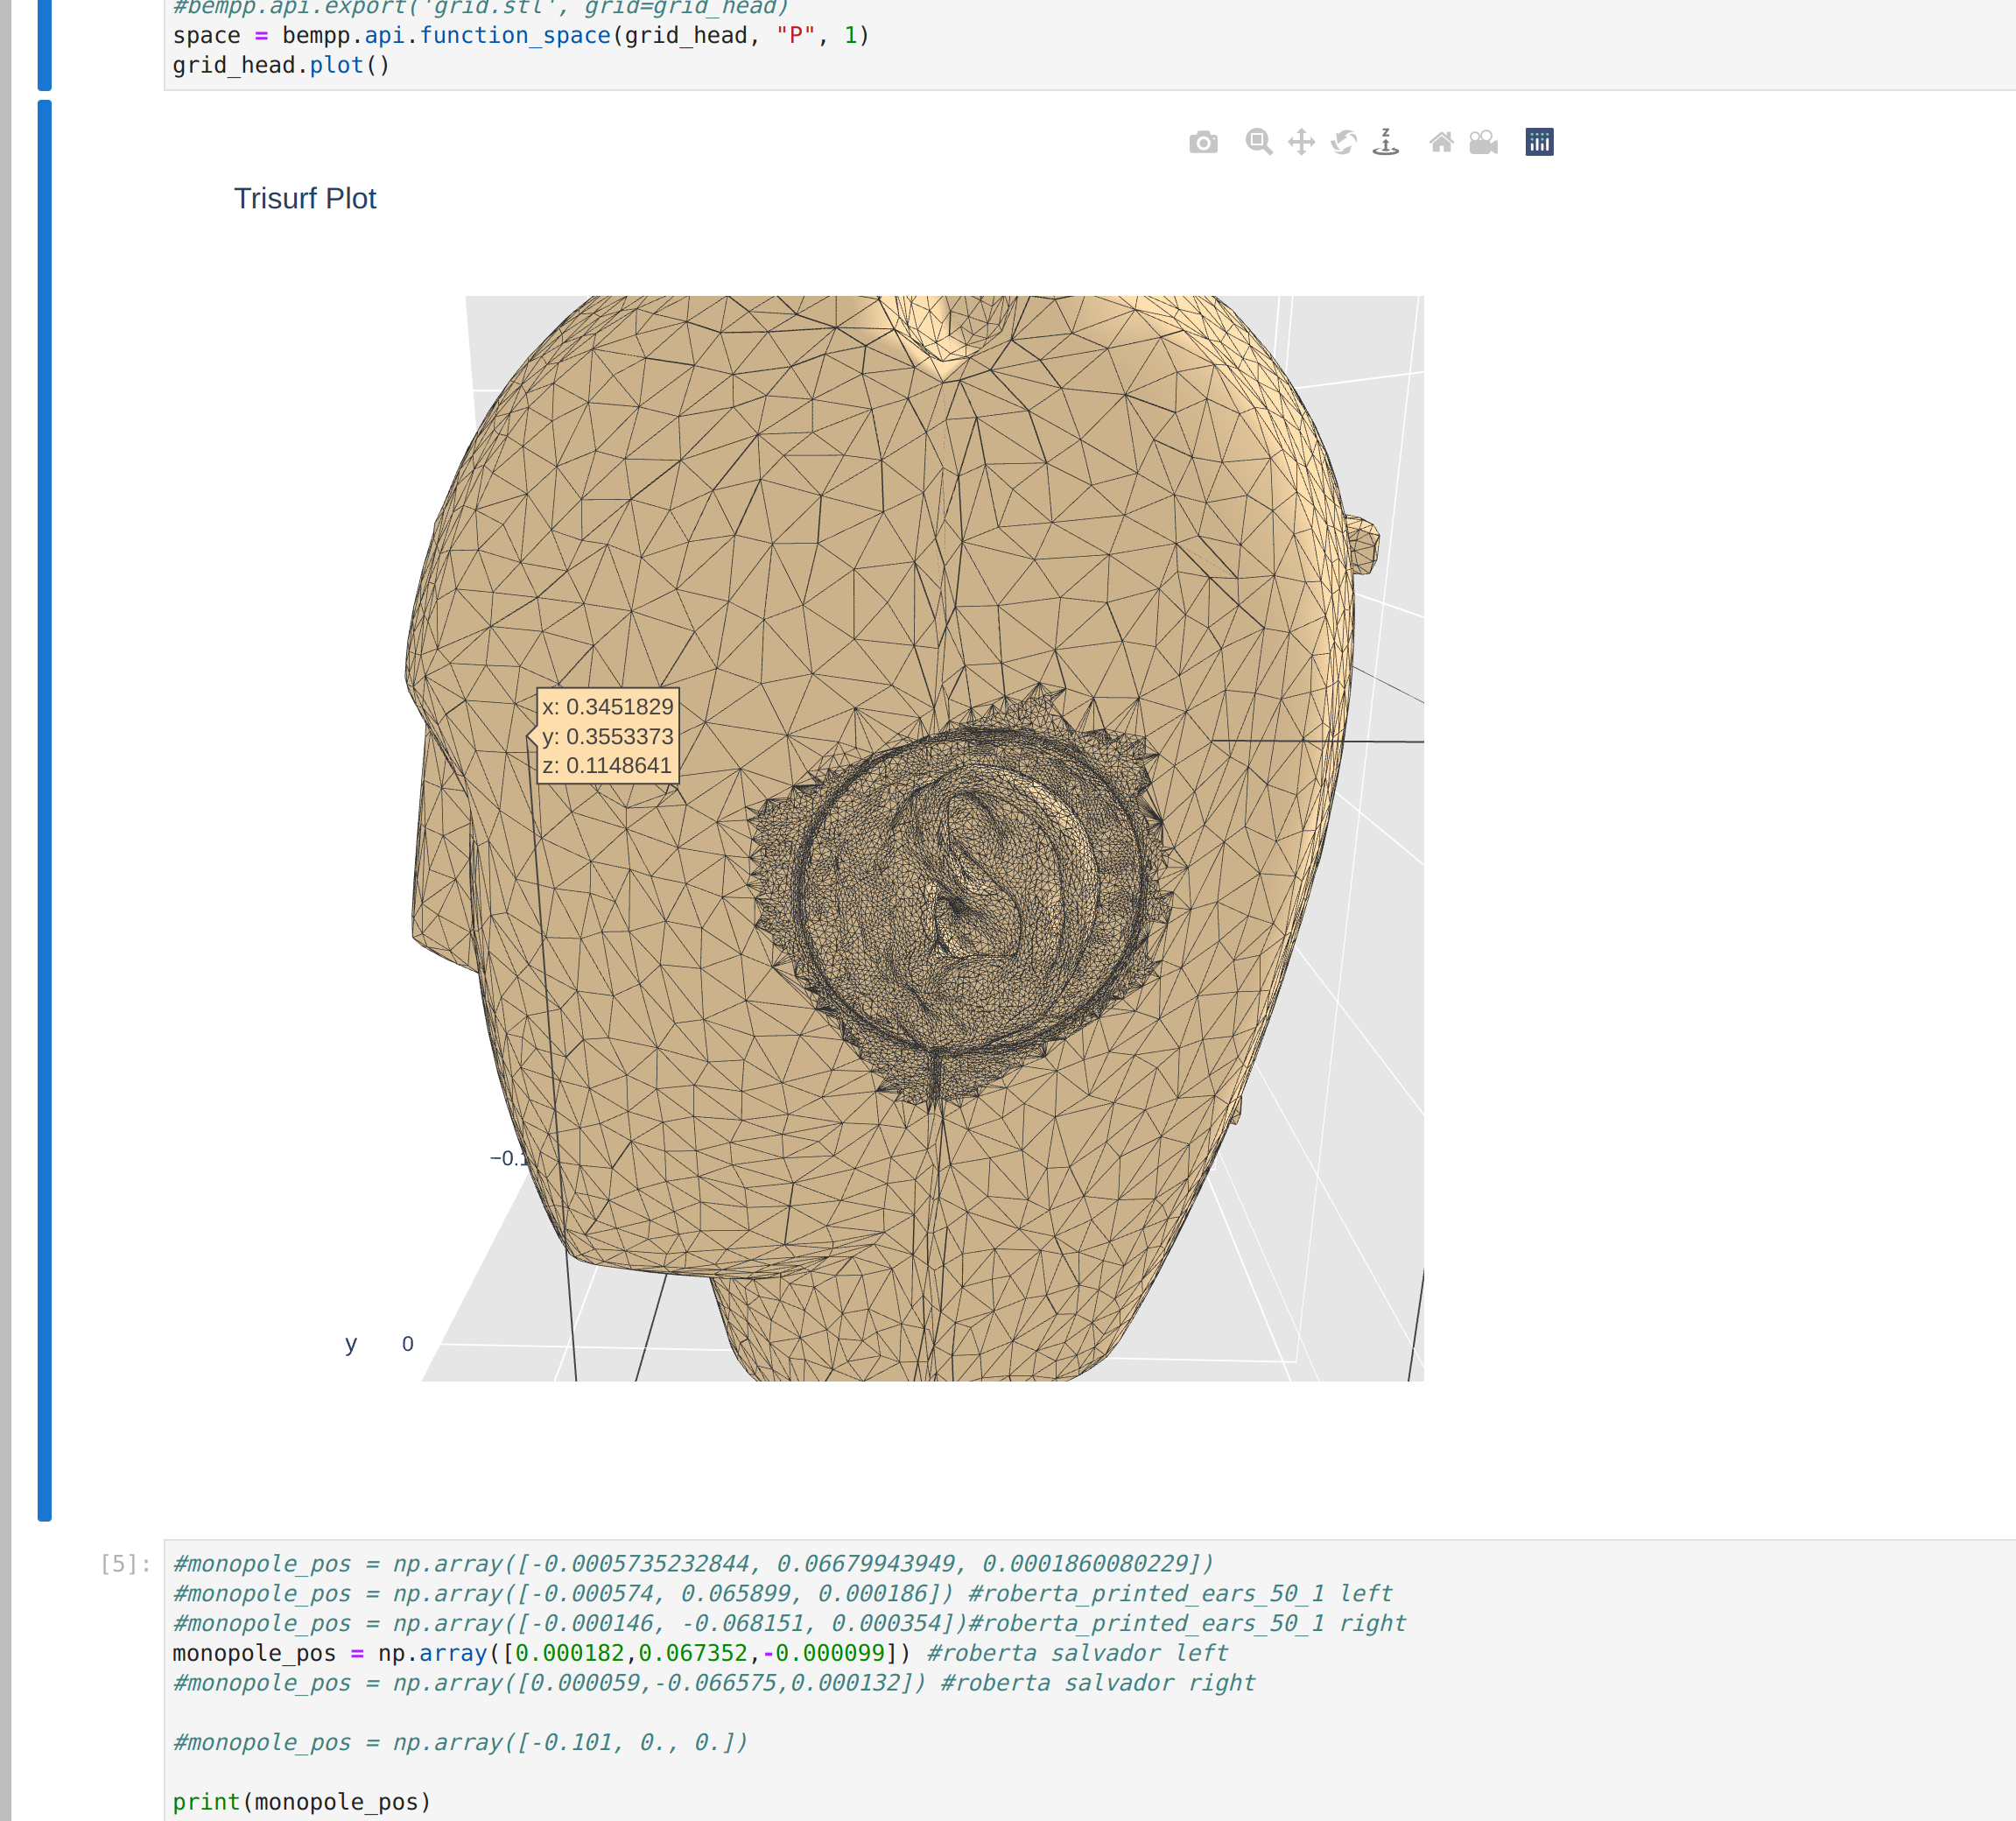 #bempp.api.export('grid.stl', grid=grid_head)
space = bempp.api.function_space(grid_head, "P", 1)
grid_head.plot()
z
Trisurf Plot
x: 0.3451829
y: 0.3553373
z: 0.1148641
−0.1
y 0
[5]:
#monopole_pos = np.array([-0.0005735232844, 0.06679943949, 0.0001860080229])
#monopole_pos = np.array([-0.000574, 0.065899, 0.000186]) #roberta_printed_ears_50_1 left
#monopole_pos = np.array([-0.000146, -0.068151, 0.000354])#roberta_printed_ears_50_1 right
monopole_pos = np.array([0.000182,0.067352,-0.000099]) #roberta salvador left
#monopole_pos = np.array([0.000059,-0.066575,0.000132]) #roberta salvador right
#monopole_pos = np.array([-0.101, 0., 0.])
print(monopole_pos)